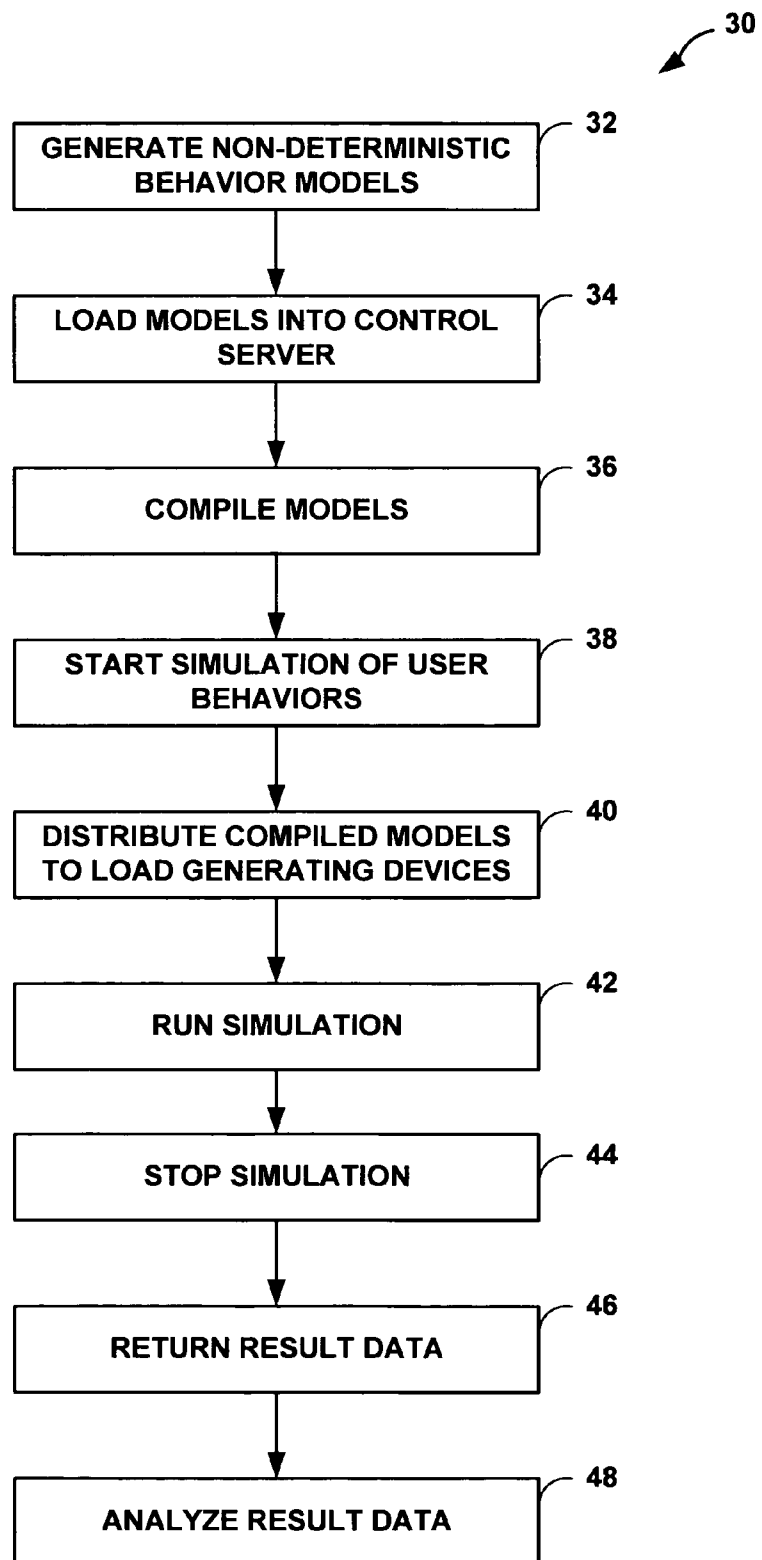 30
32
GENERATE NON-DETERMINISTIC
BEHAVIOR MODELS
34
LOAD MODELS INTO CONTROL
SERVER
36
COMPILE MODELS
38
START SIMULATION OF USER
BEHAVIORS
40
DISTRIBUTE COMPILED MODELS
TO LOAD GENERATING DEVICES
42
RUN SIMULATION
44
STOP SIMULATION
46
RETURN RESULT DATA
48
ANALYZE RESULT DATA